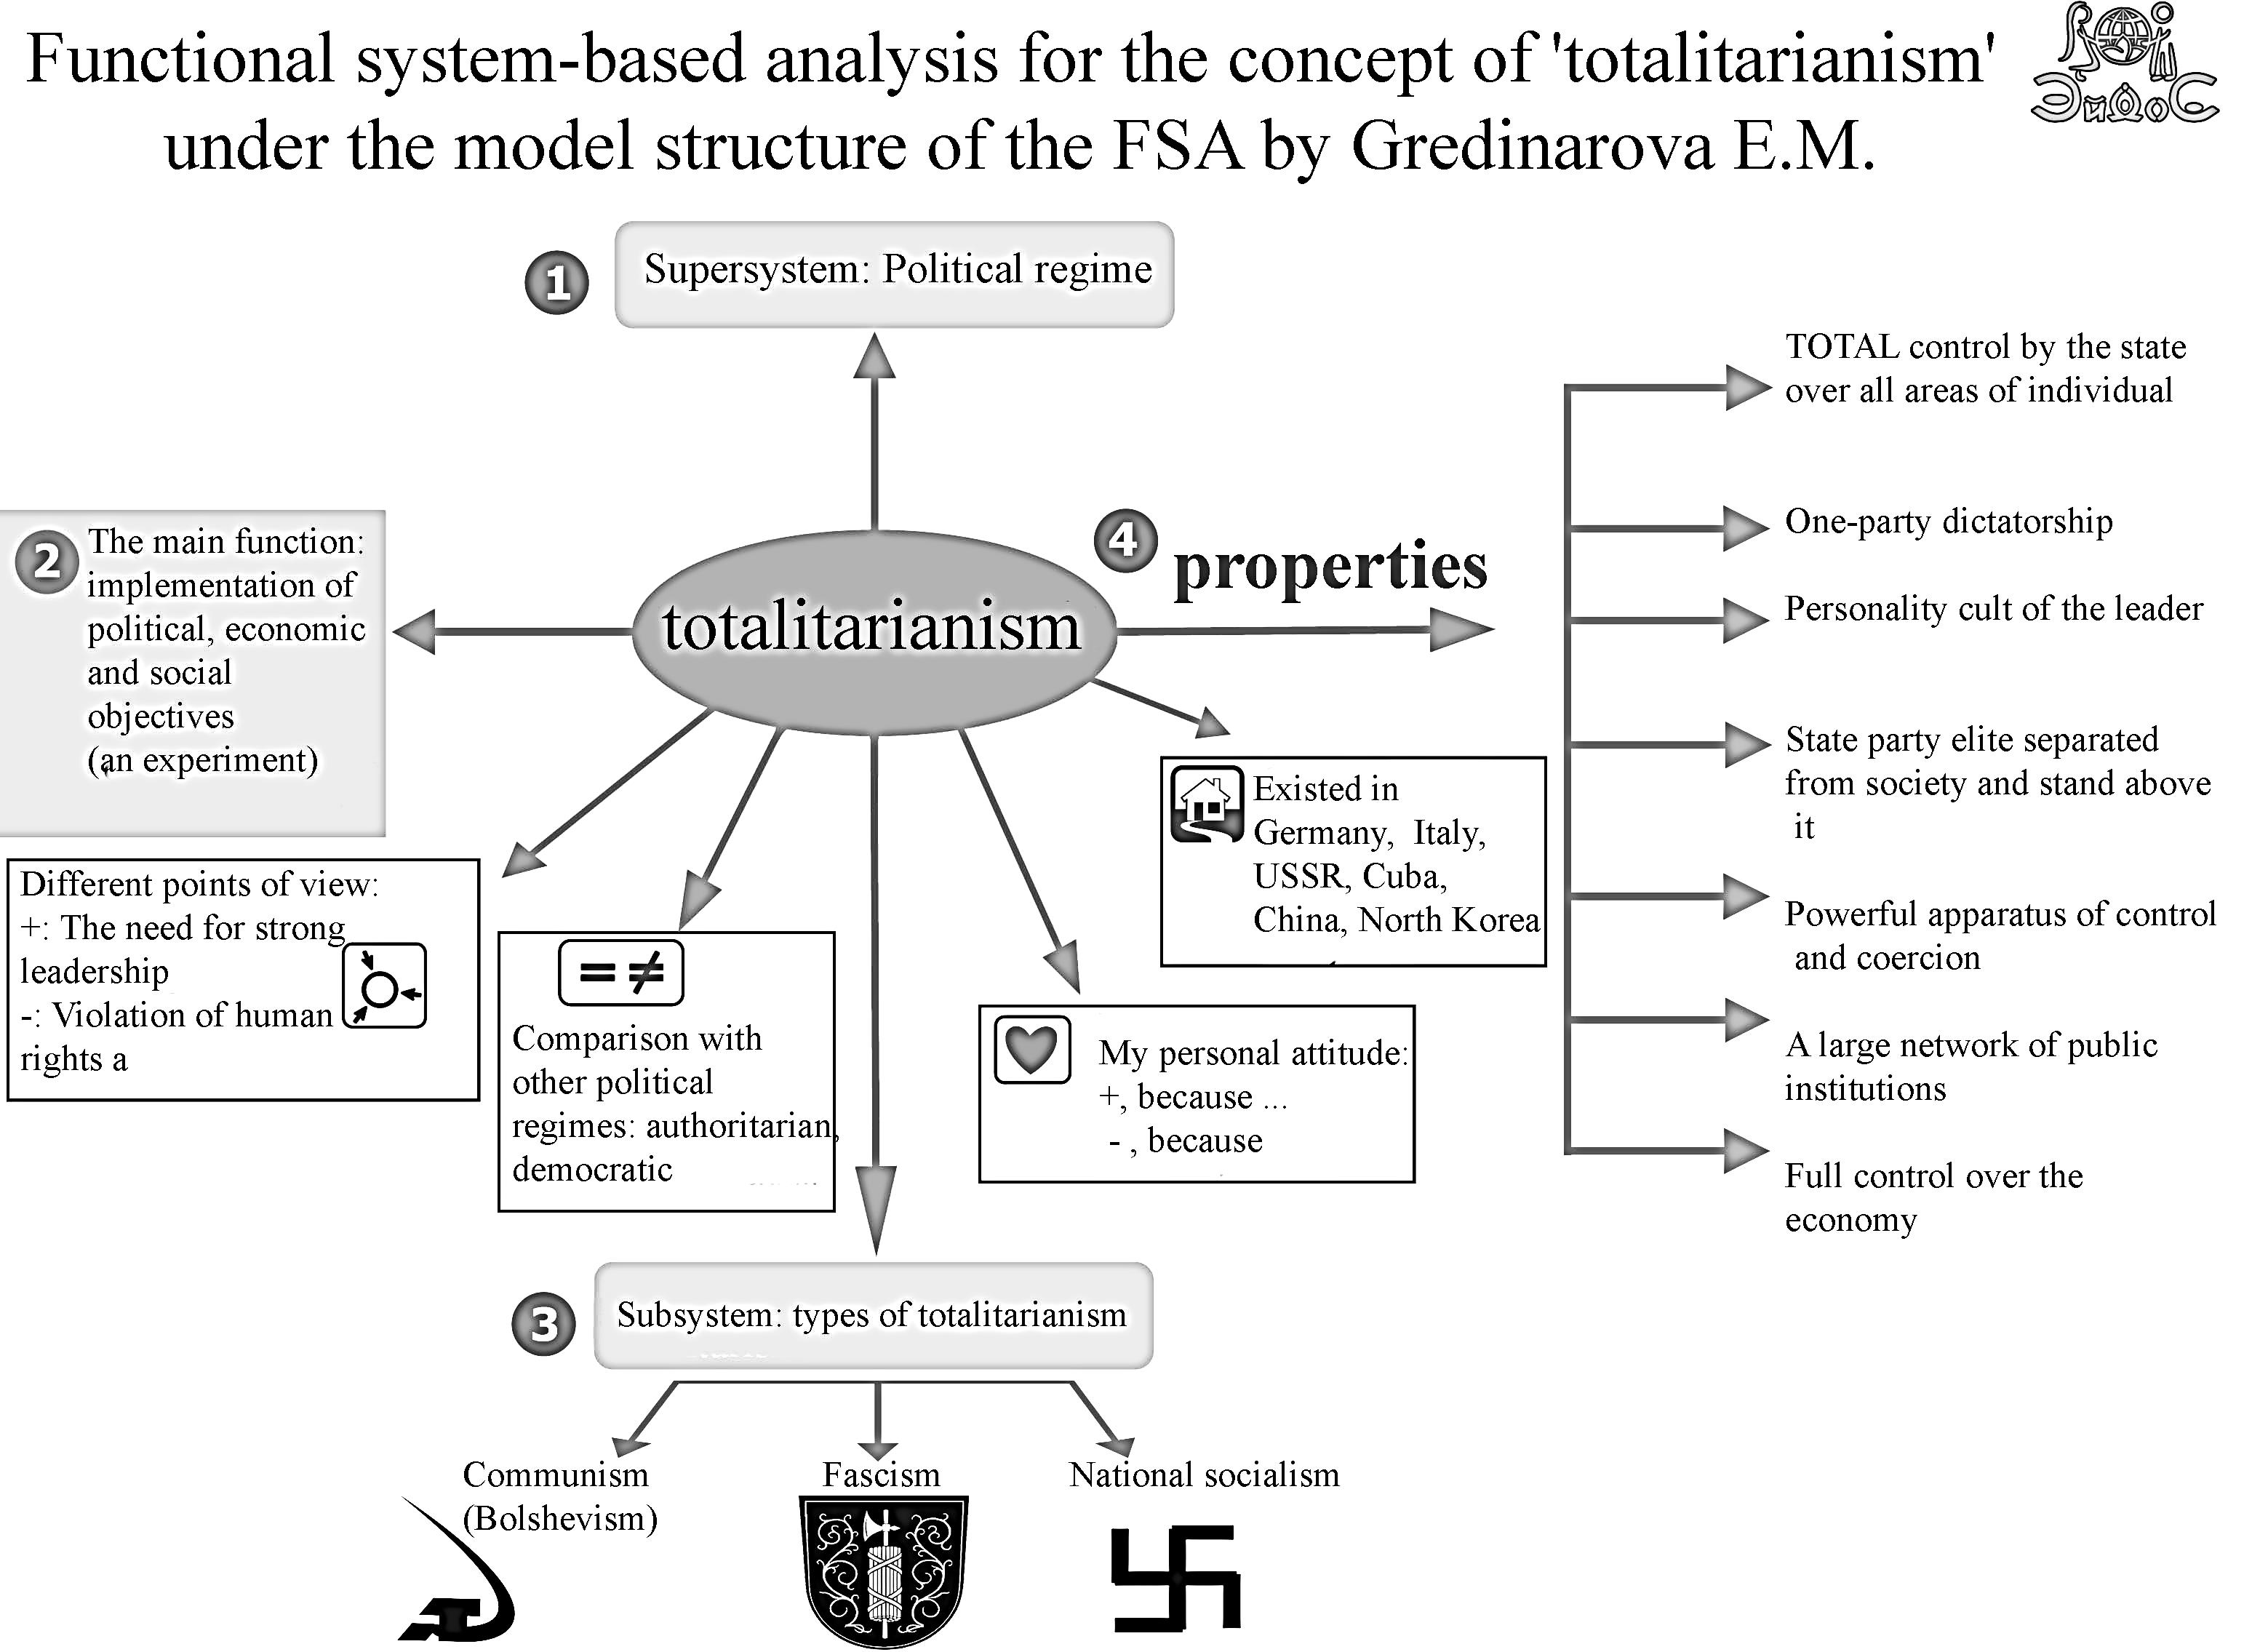 Functional system-based analysis for the concept of 'totalitarianism'
under the model structure of the FSA by Gredinarova E.M.
Эйдос
1
Supersystem: Political regime
2
The main function:
implementation of
political, economic
and social
objectives
(an experiment)
totalitarianism
4
properties
TOTAL control by the state
over all areas of individual
One-party dictatorship
Personality cult of the leader
State party elite separated
from society and stand above
it
Powerful apparatus of control
and coercion
A large network of public
institutions
Full control over the
economy
Existed in
Germany, Italy,
USSR, Cuba,
China, North Korea
Different points of view:
+: The need for strong
leadership
-: Violation of human
rights a
= ≠
Comparison with
other political
regimes: authoritarian,
democratic
My personal attitude:
+, because ...
- , because
3
Subsystem: types of totalitarianism
Communism
(Bolshevism)
Fascism
National socialism